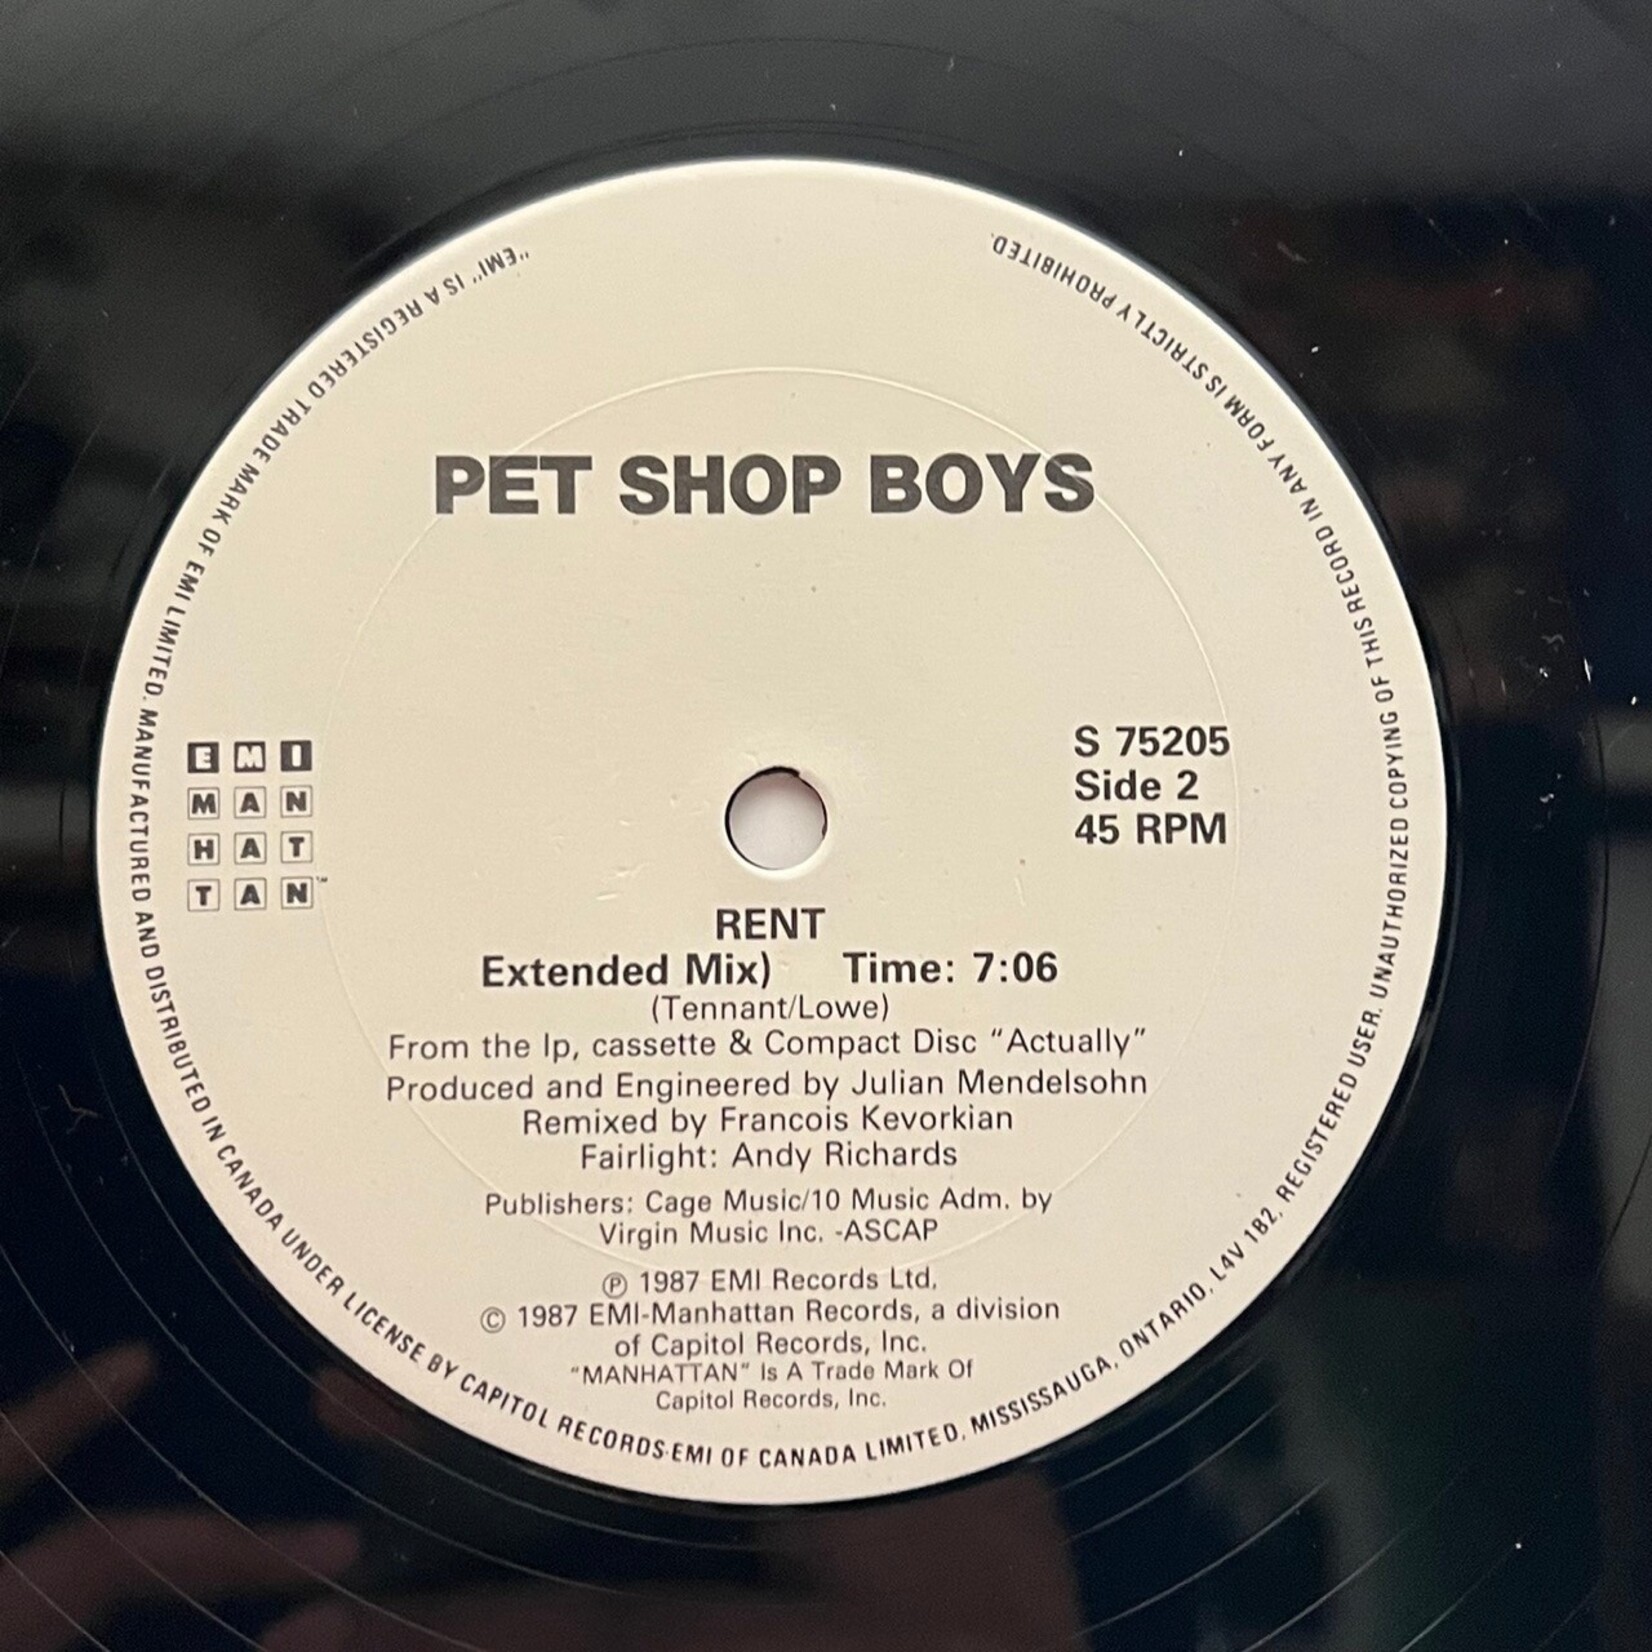 PET SHOP BOYS
EMI
MAN
HAT
TAN™
S 75205
Side 2
45 RPM
RENT
Extended Mix) Time: 7:06
(Tennant/Lowe)
From the lp, cassette & Compact Disc "Actually"
Produced and Engineered by Julian Mendelsohn
Remixed by Francois Kevorkian
Fairlight: Andy Richards
Publishers: Cage Music/10 Music Adm. by
Virgin Music Inc. -ASCAP
℗ 1987 EMI Records Ltd.
© 1987 EMI-Manhattan Records, a division
of Capitol Records, Inc.
"MANHATTAN" Is A Trade Mark Of
Capitol Records, Inc.
"EMI" IS A REGISTERED TRADE MARK OF EMI LIMITED. MANUFACTURED AND DISTRIBUTED IN CANADA UNDER LICENSE BY CAPITOL RECORDS-EMI OF CANADA LIMITED, MISSISSAUGA, ONTARIO, L4V 1B2, REGISTERED USER. UNAUTHORIZED COPYING OF THIS RECORD IN ANY FORM IS STRICTLY PROHIBITED.